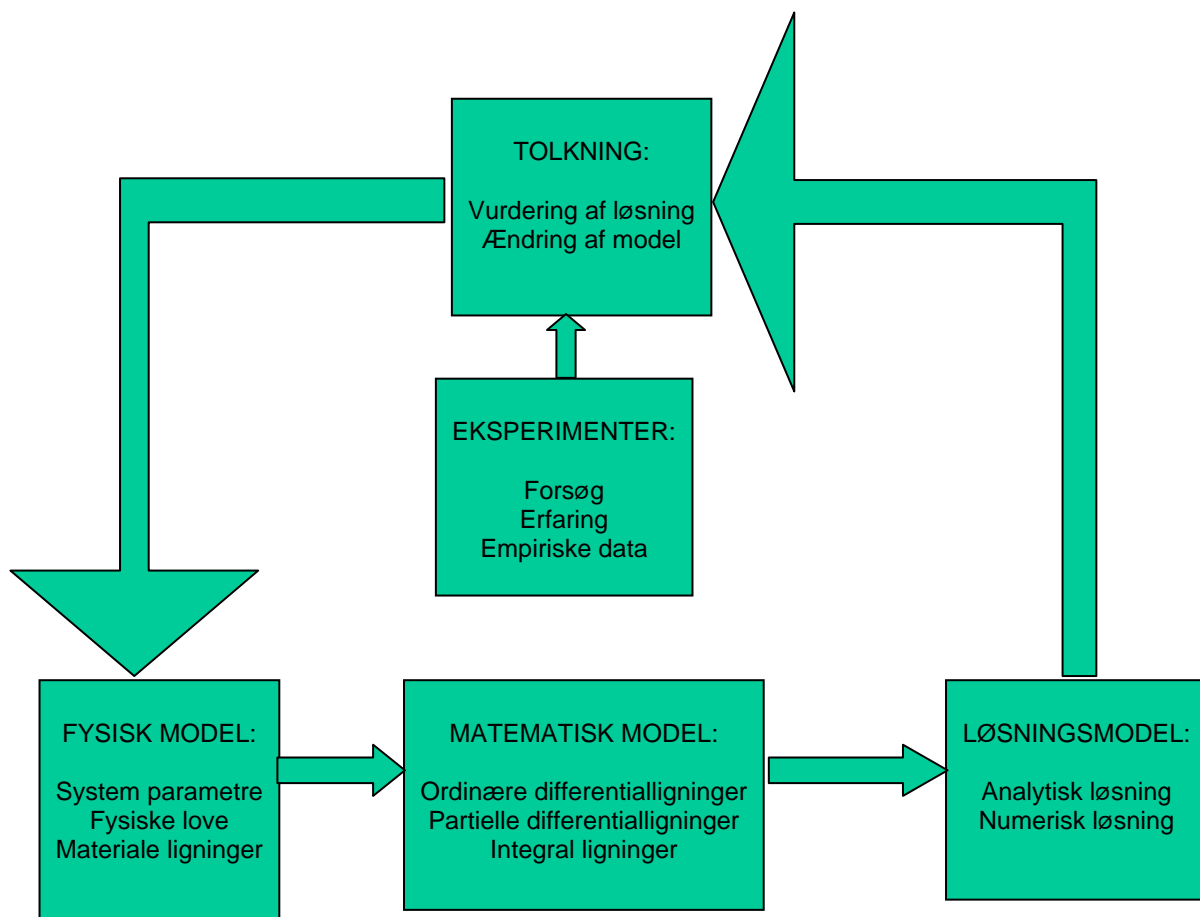 TOLKNING:
Vurdering af løsning
Ændring af model
EKSPERIMENTER:
Forsøg
Erfaring
Empiriske data
FYSISK MODEL:
System parametre
Fysiske love
Materiale ligninger
MATEMATISK MODEL:
Ordinære differentialligninger
Partielle differentialligninger
Integral ligninger
LØSNINGSMODEL:
Analytisk løsning
Numerisk løsning